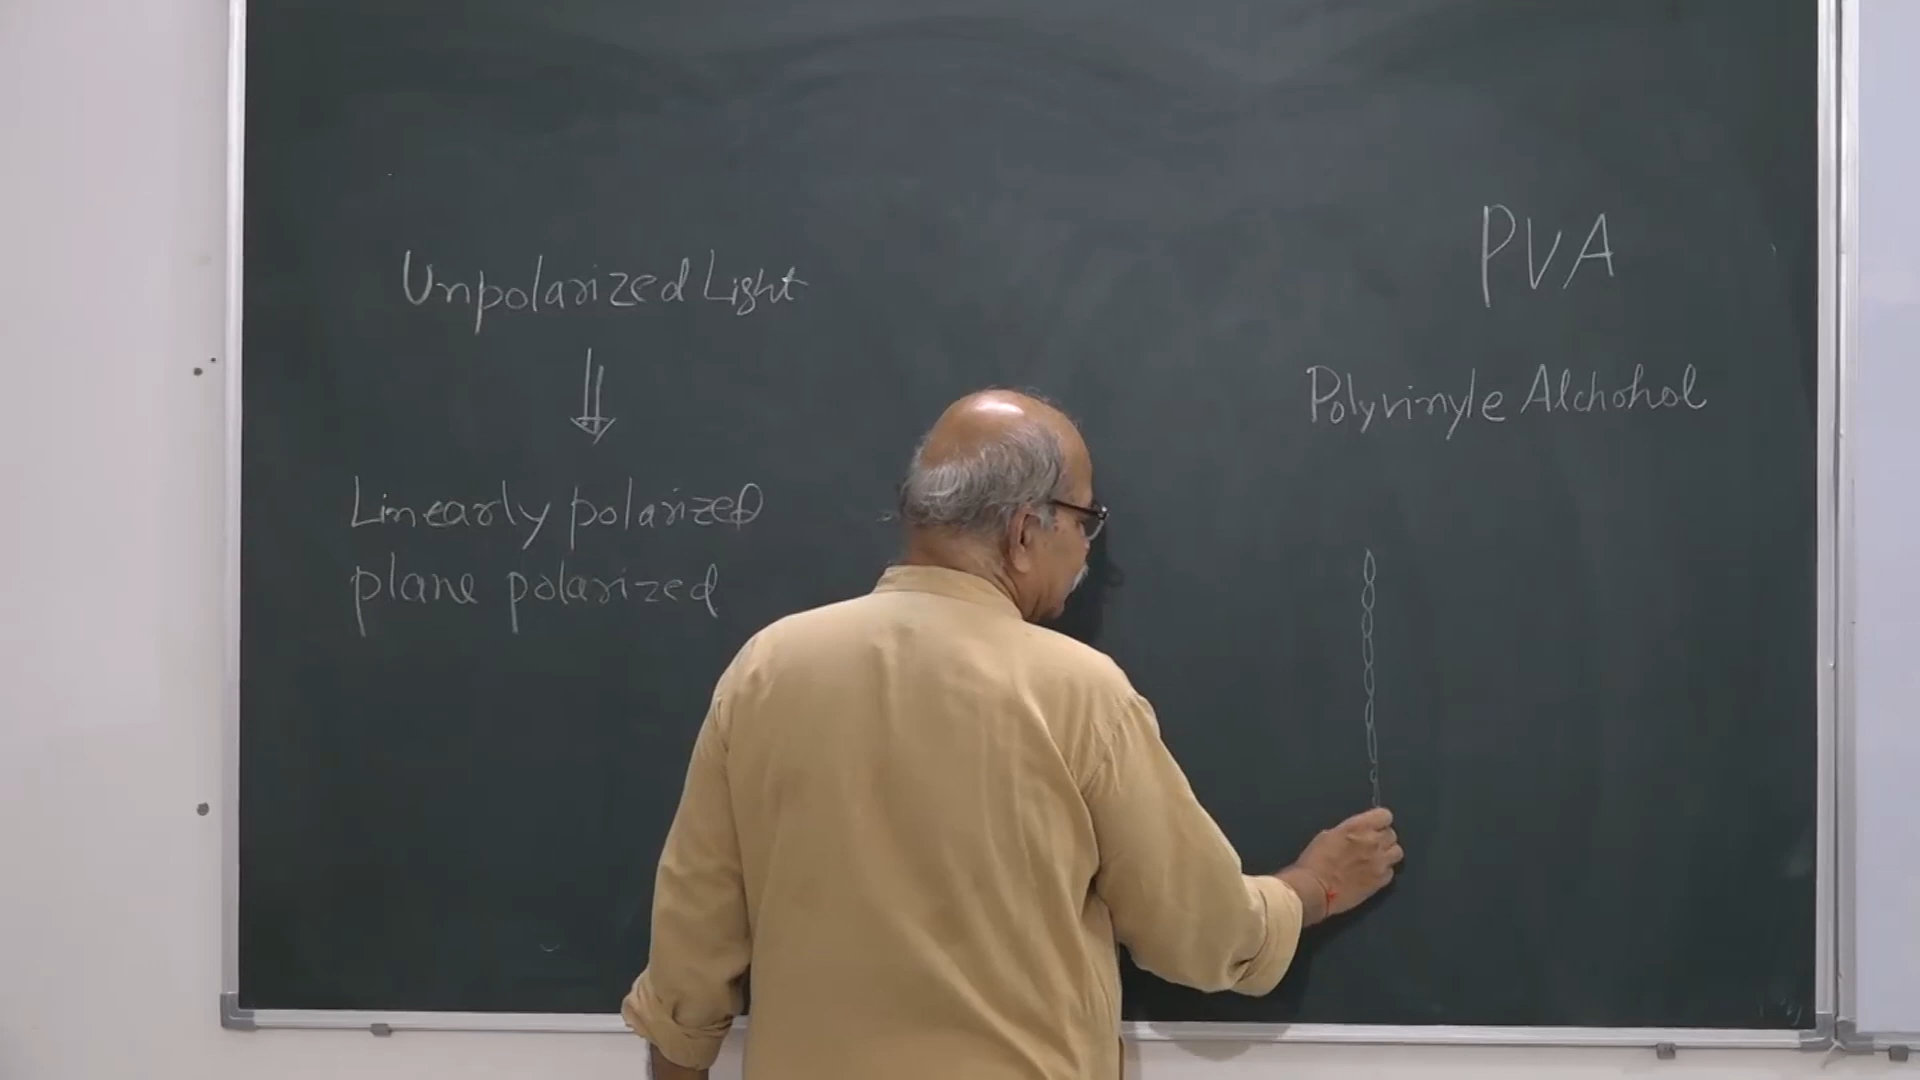 Unpolarized Light
Linearly polarized
plane polarized
PVA
Polyvinyle Alchohol